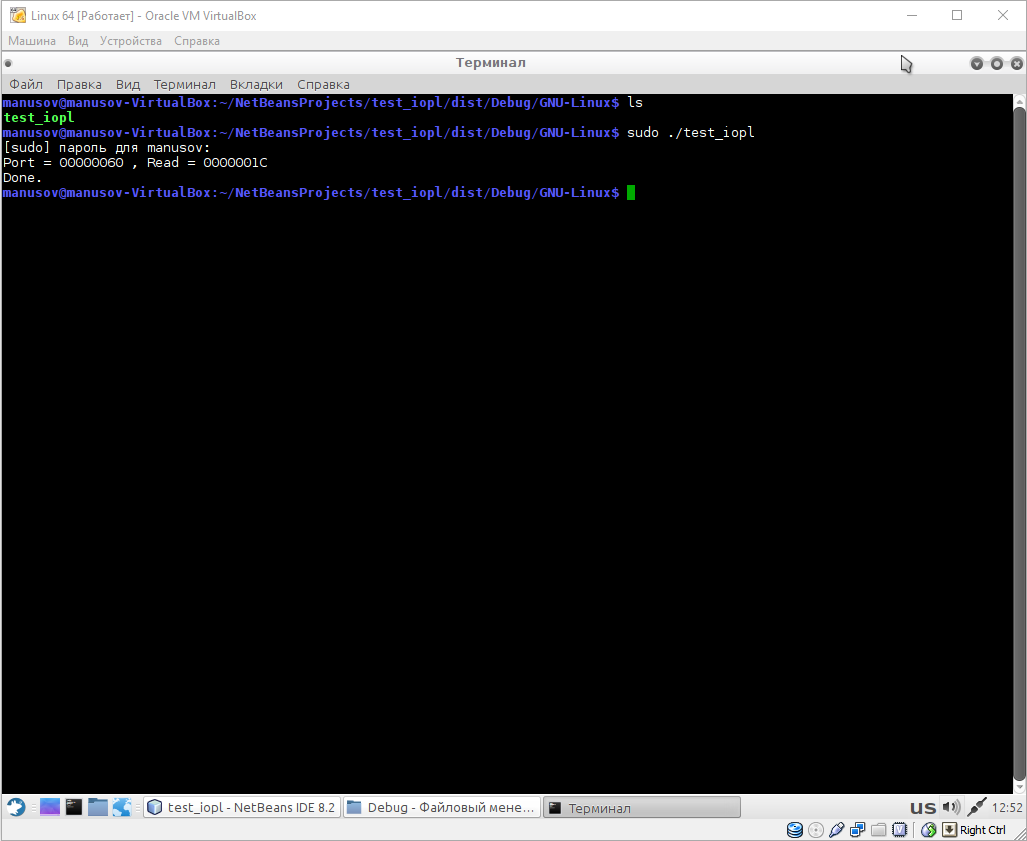 Linux 64 [Работает] - Oracle VM VirtualBox
Машина Вид Устройства Справка
Терминал
Файл Правка Вид Терминал Вкладки Справка
manusov@manusov-VirtualBox:~/NetBeansProjects/test_iopl/dist/Debug/GNU-Linux$ ls
test_iopl
manusov@manusov-VirtualBox:~/NetBeansProjects/test_iopl/dist/Debug/GNU-Linux$ sudo ./test_iopl
[sudo] пароль для manusov:
Port = 00000060 , Read = 0000001C
Done.
manusov@manusov-VirtualBox:~/NetBeansProjects/test_iopl/dist/Debug/GNU-Linux$
test_iopl - NetBeans IDE 8.2 Debug - Файловый мене... Терминал us 12:52
Right Ctrl